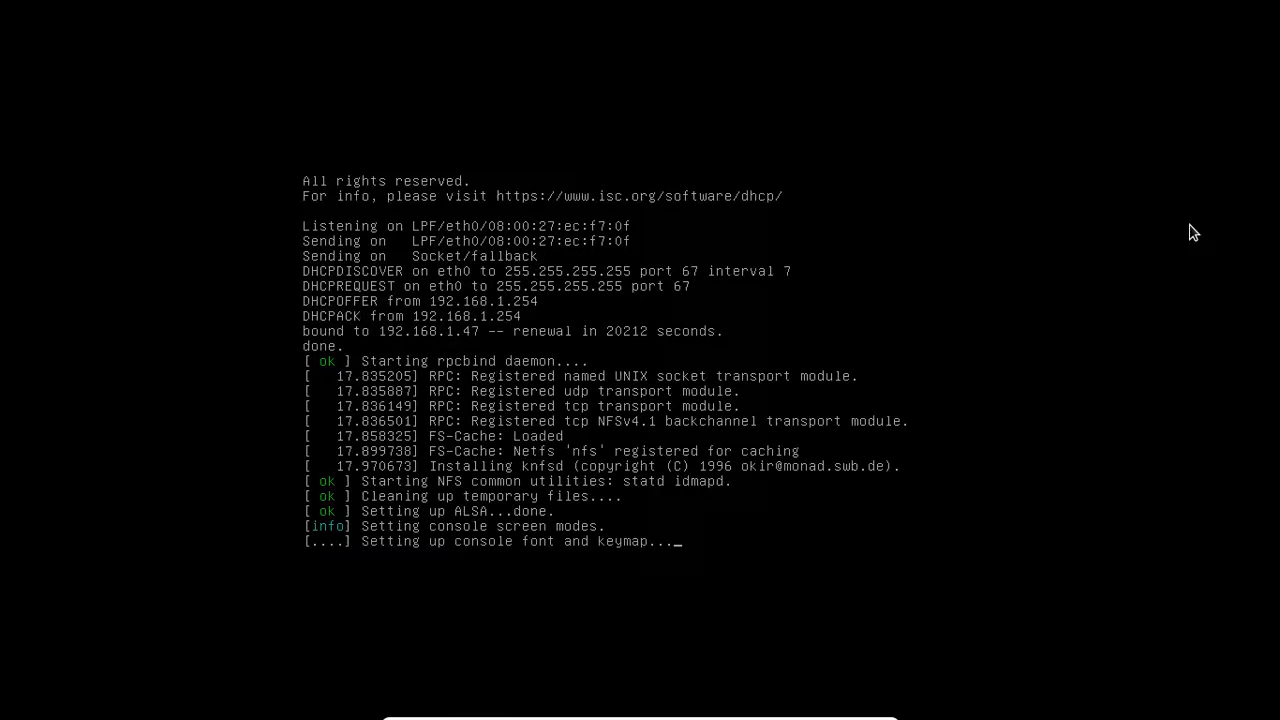 All rights reserved.
For info, please visit https://www.isc.org/software/dhcp/
Listening on LPF/eth0/08:00:27:ec:f7:0f
Sending on   LPF/eth0/08:00:27:ec:f7:0f
Sending on   Socket/fallback
DHCPDISCOVER on eth0 to 255.255.255.255 port 67 interval 7
DHCPREQUEST on eth0 to 255.255.255.255 port 67
DHCPOFFER from 192.168.1.254
DHCPACK from 192.168.1.254
bound to 192.168.1.47 -- renewal in 20212 seconds.
done.
[ ok ] Starting rpcbind daemon....
[   17.835205] RPC: Registered named UNIX socket transport module.
[   17.835887] RPC: Registered udp transport module.
[   17.836149] RPC: Registered tcp transport module.
[   17.836501] RPC: Registered tcp NFSv4.1 backchannel transport module.
[   17.858325] FS-Cache: Loaded
[   17.899738] FS-Cache: Netfs 'nfs' registered for caching
[   17.970673] Installing knfsd (copyright (C) 1996 okir@monad.swb.de).
[ ok ] Starting NFS common utilities: statd idmapd.
[ ok ] Cleaning up temporary files....
[ ok ] Setting up ALSA...done.
[info] Setting console screen modes.
[....] Setting up console font and keymap..._